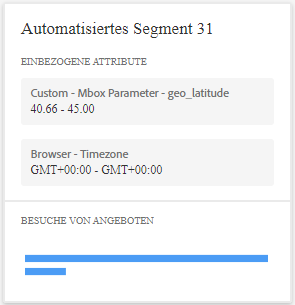 Automatisiertes Segment 31
EINBEZOGENE ATTRIBUTE
Custom - Mbox Parameter - geo_latitude
40.66 - 45.00
Browser - Timezone
GMT+00:00 - GMT+00:00
BESUCHE VON ANGEBOTEN